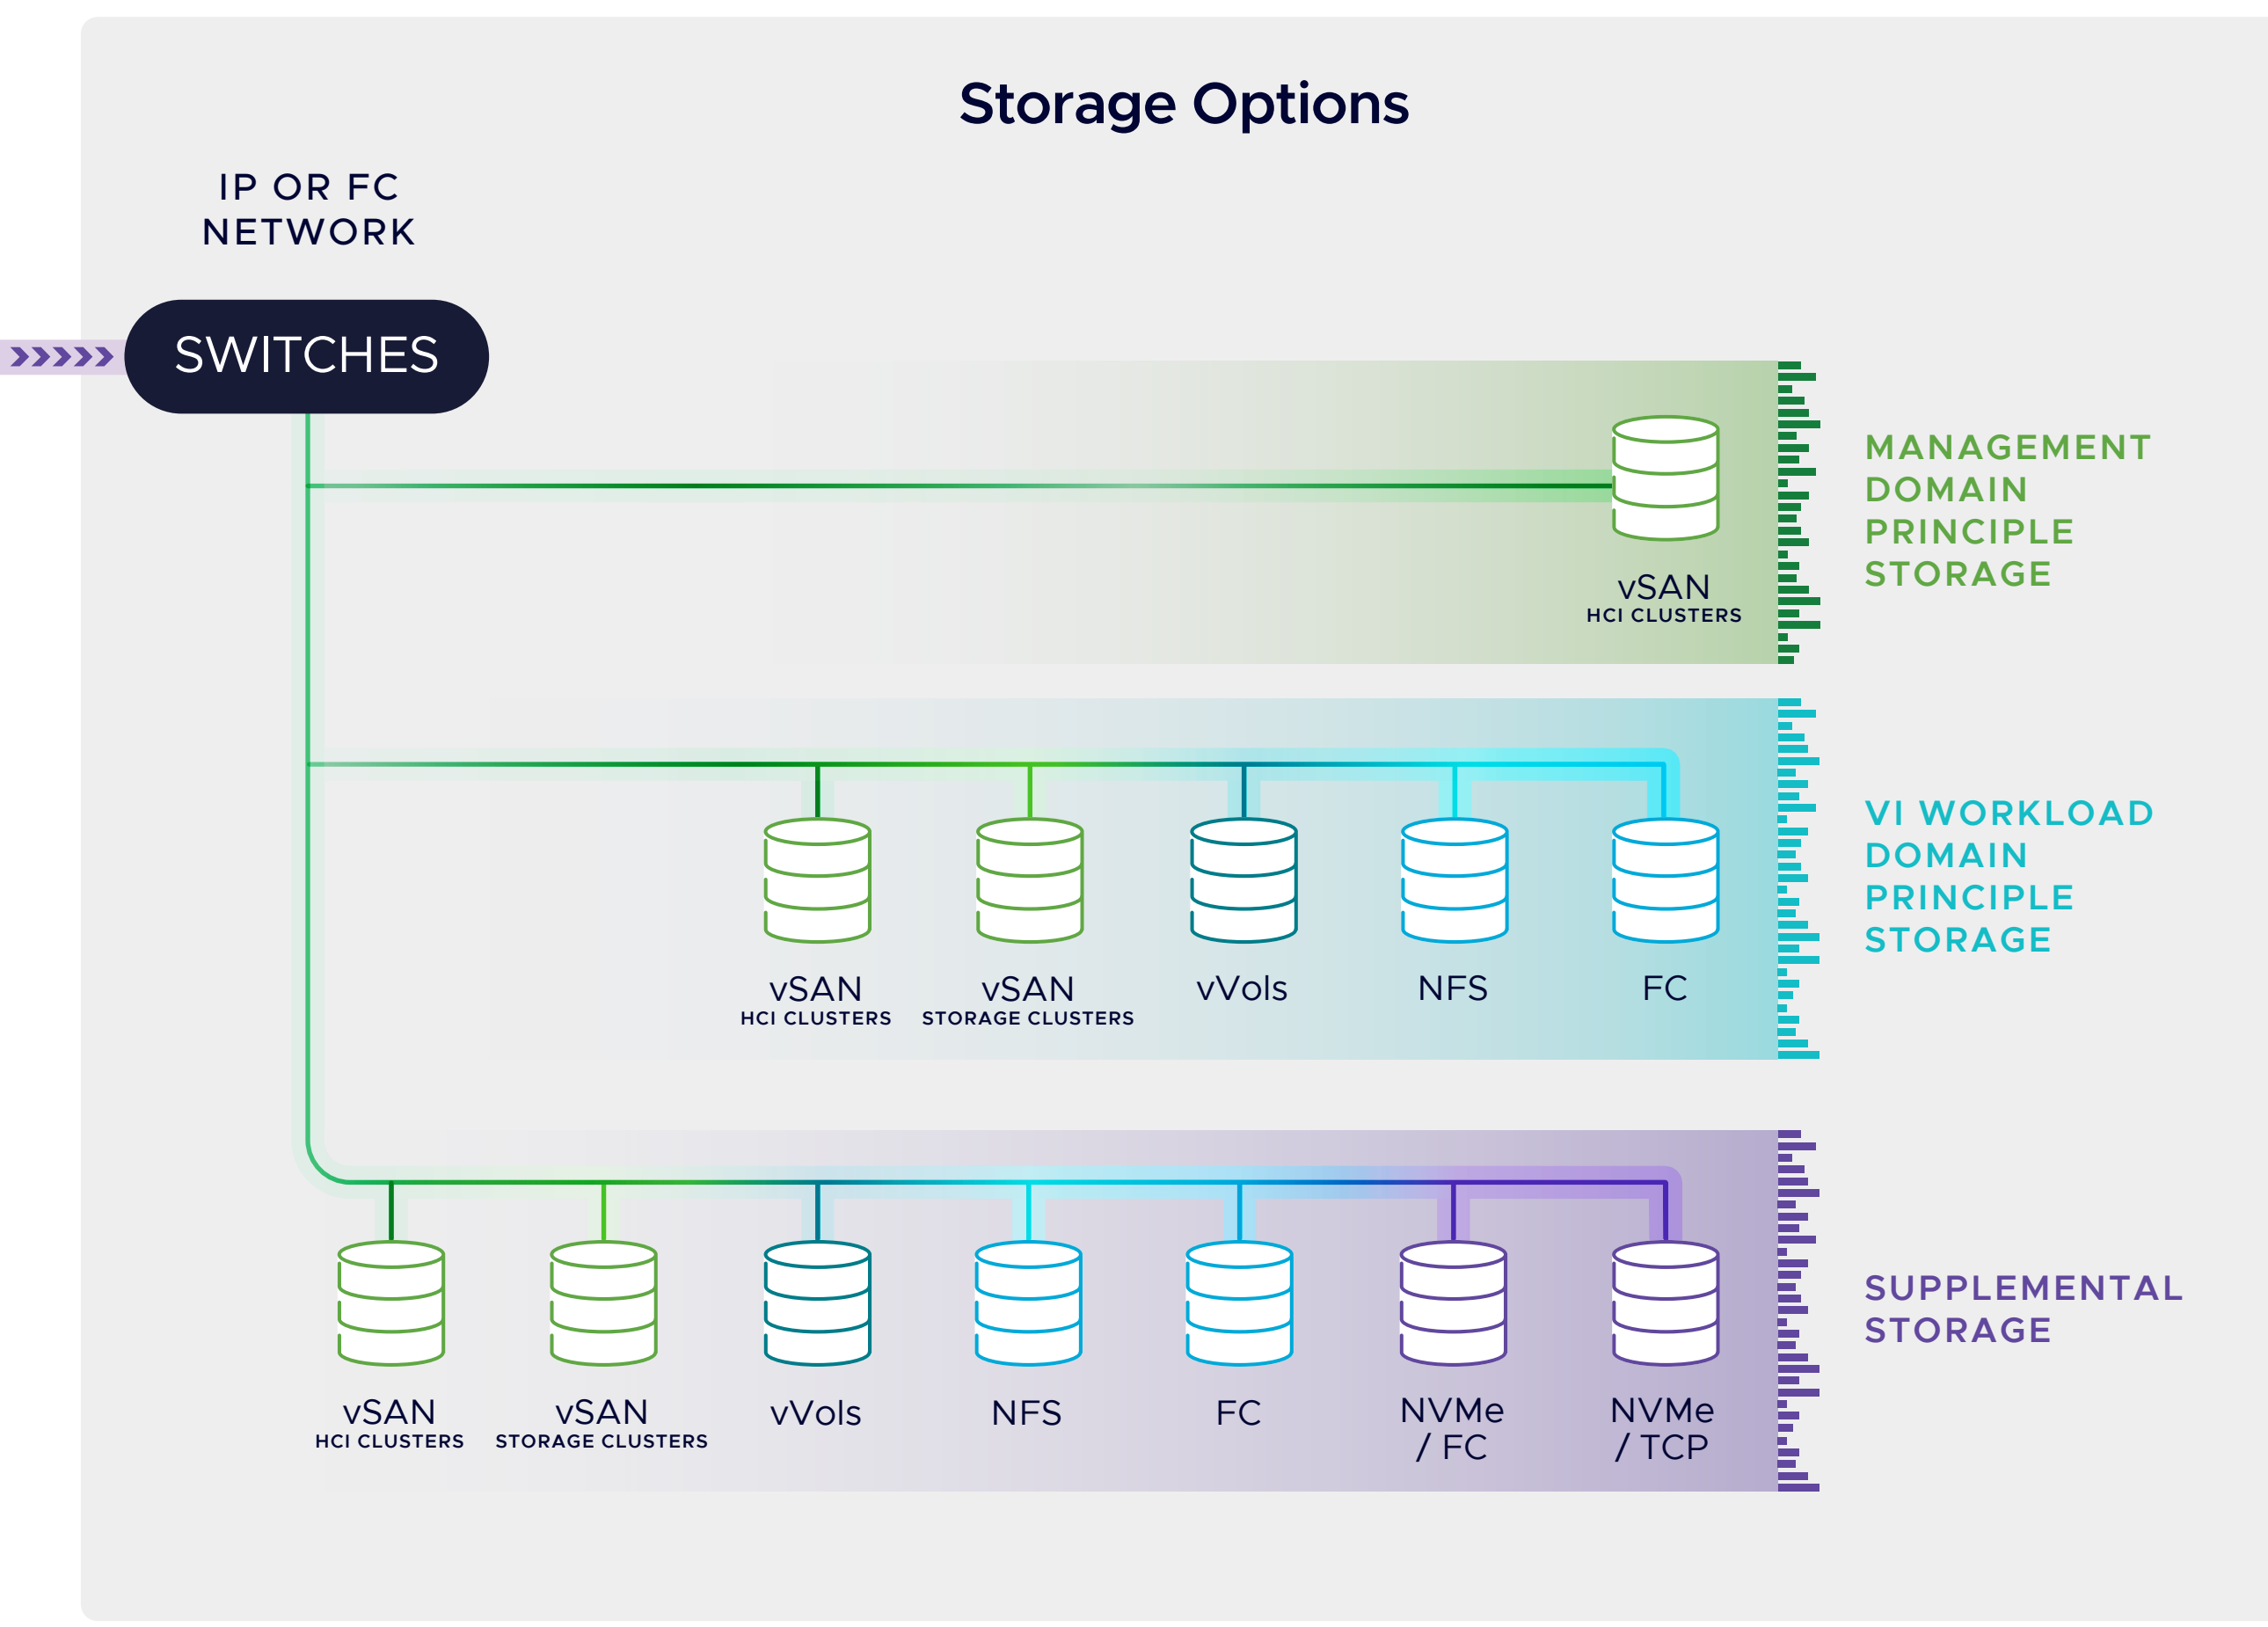 Storage Options
IP OR FC
NETWORK
SWITCHES
vSAN
HCI CLUSTERS
MANAGEMENT
DOMAIN
PRINCIPLE
STORAGE
vSAN
HCI CLUSTERS
vSAN
STORAGE CLUSTERS
vVols
NFS
FC
VI WORKLOAD
DOMAIN
PRINCIPLE
STORAGE
vSAN
HCI CLUSTERS
vSAN
STORAGE CLUSTERS
vVols
NFS
FC
NVMe
/ FC
NVMe
/ TCP
SUPPLEMENTAL
STORAGE